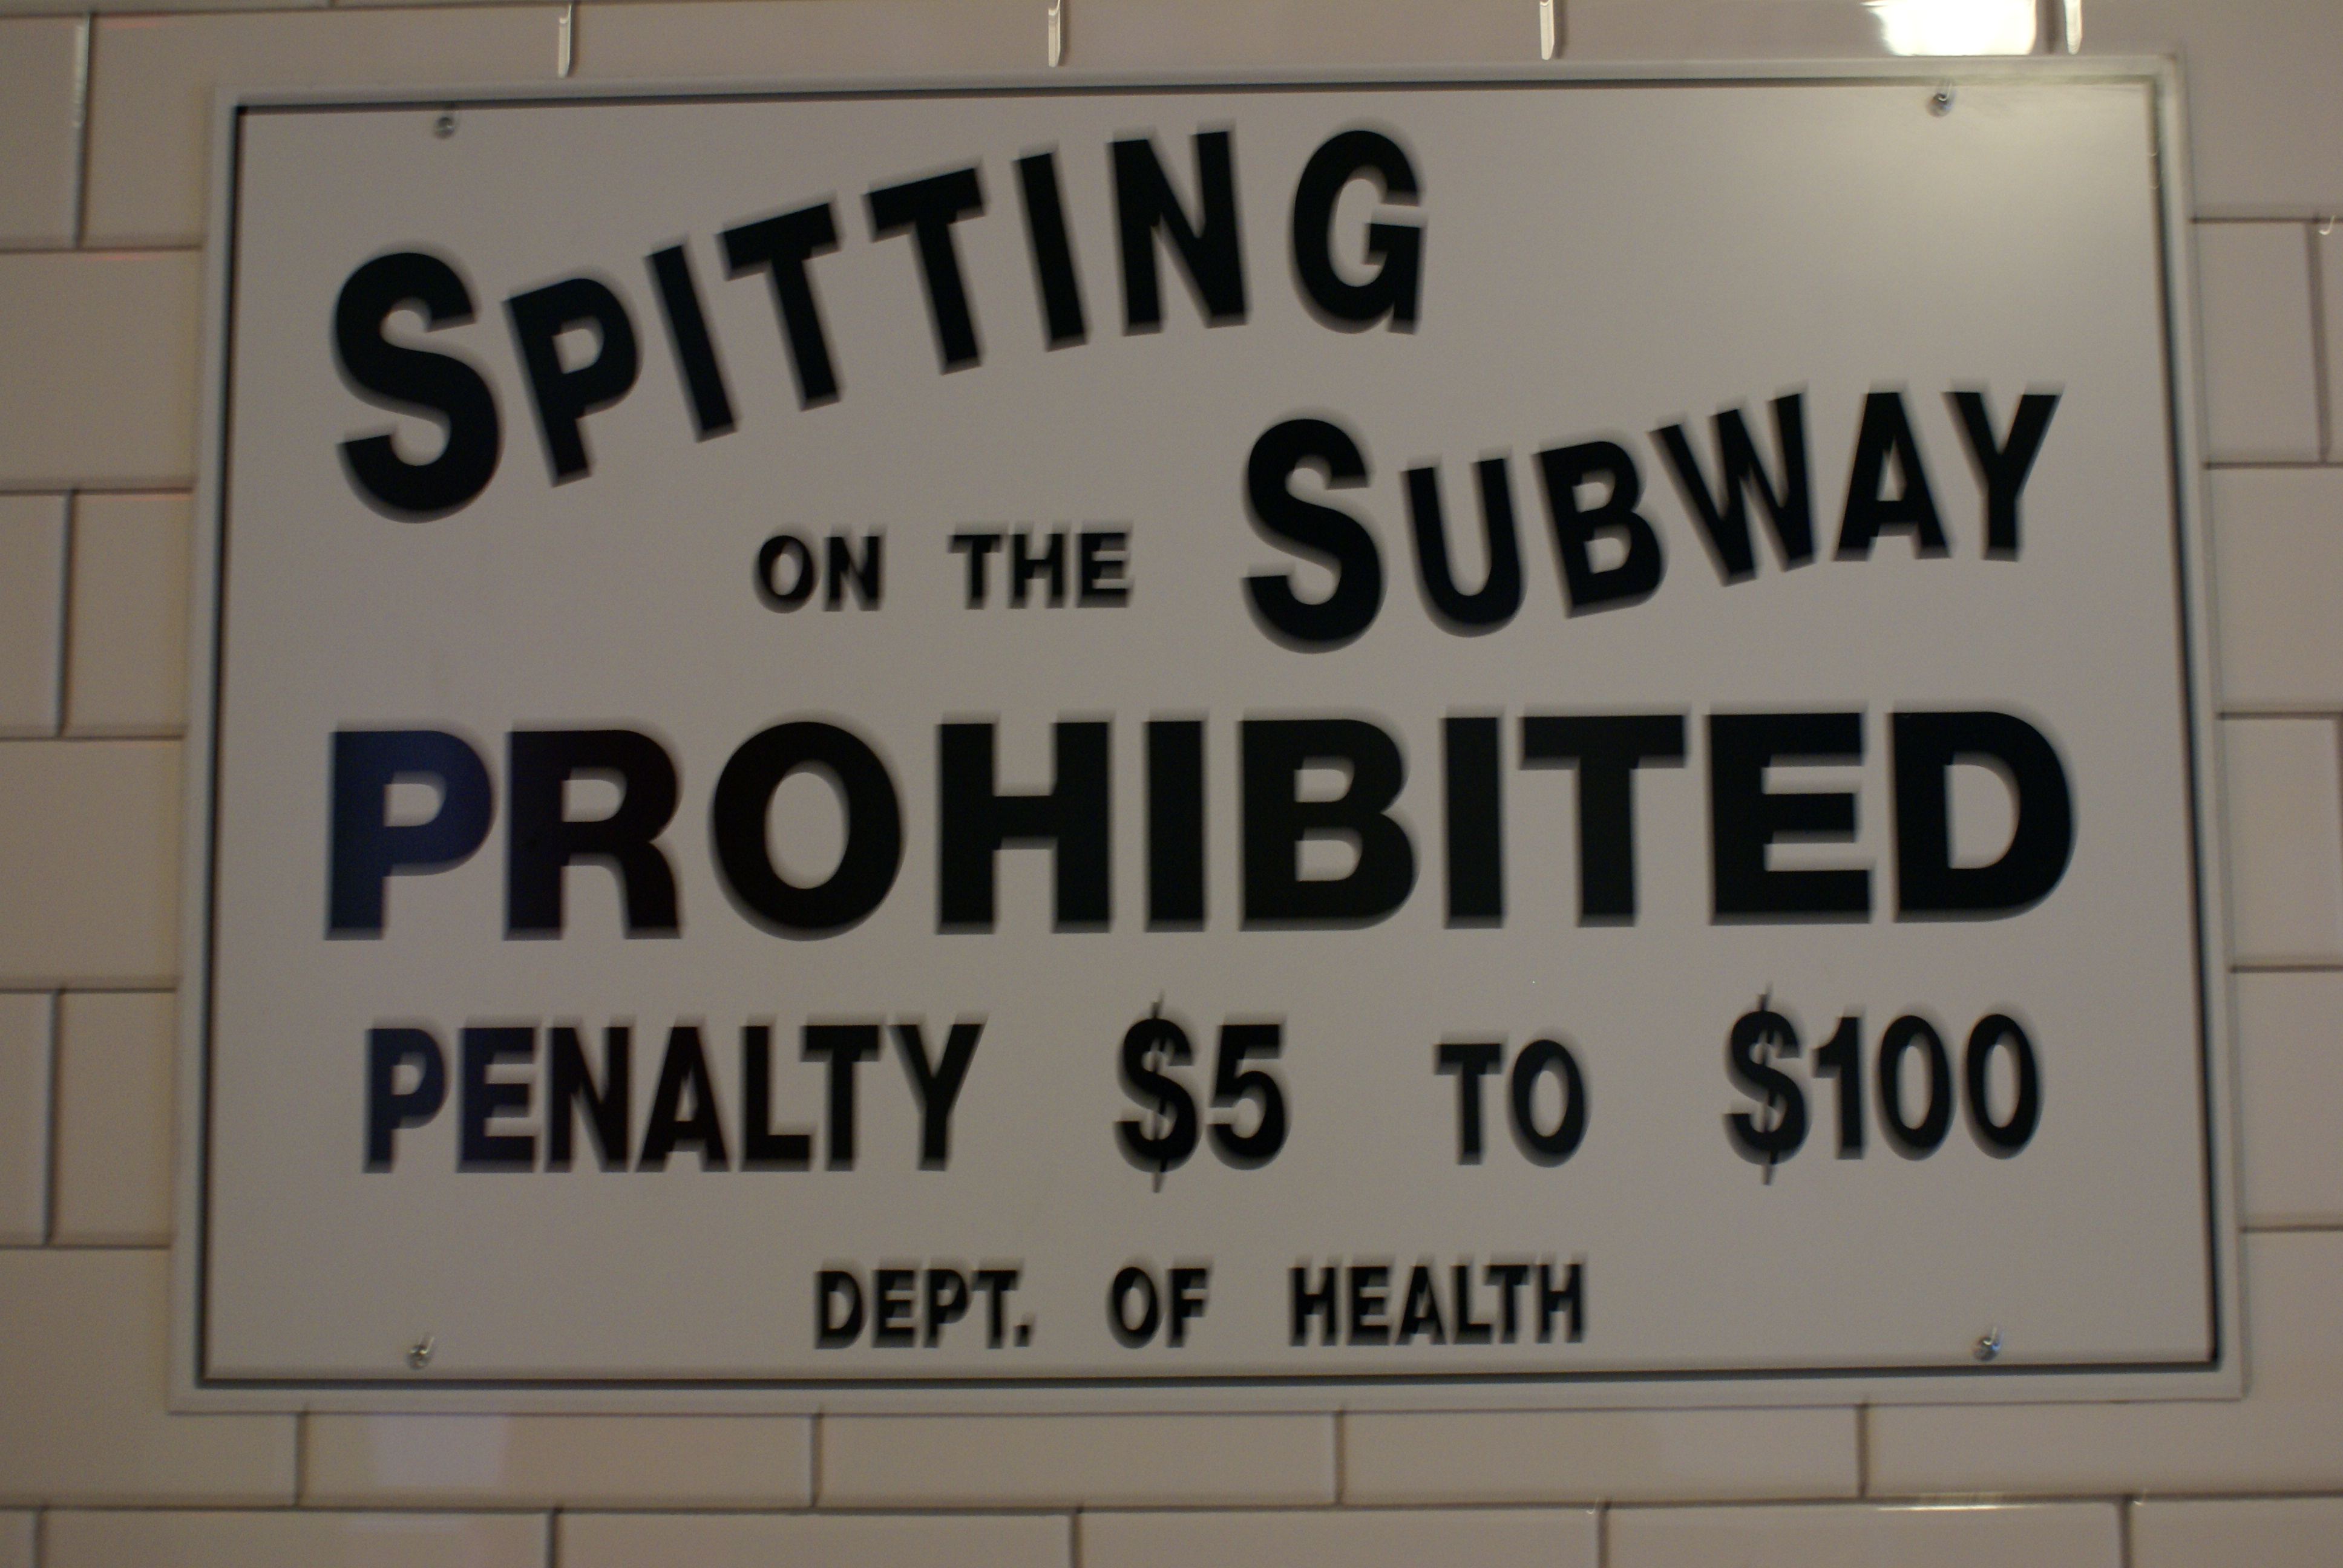 SPITTING
ON THE SUBWAY
PROHIBITED
PENALTY $5 TO $100
DEPT. OF HEALTH